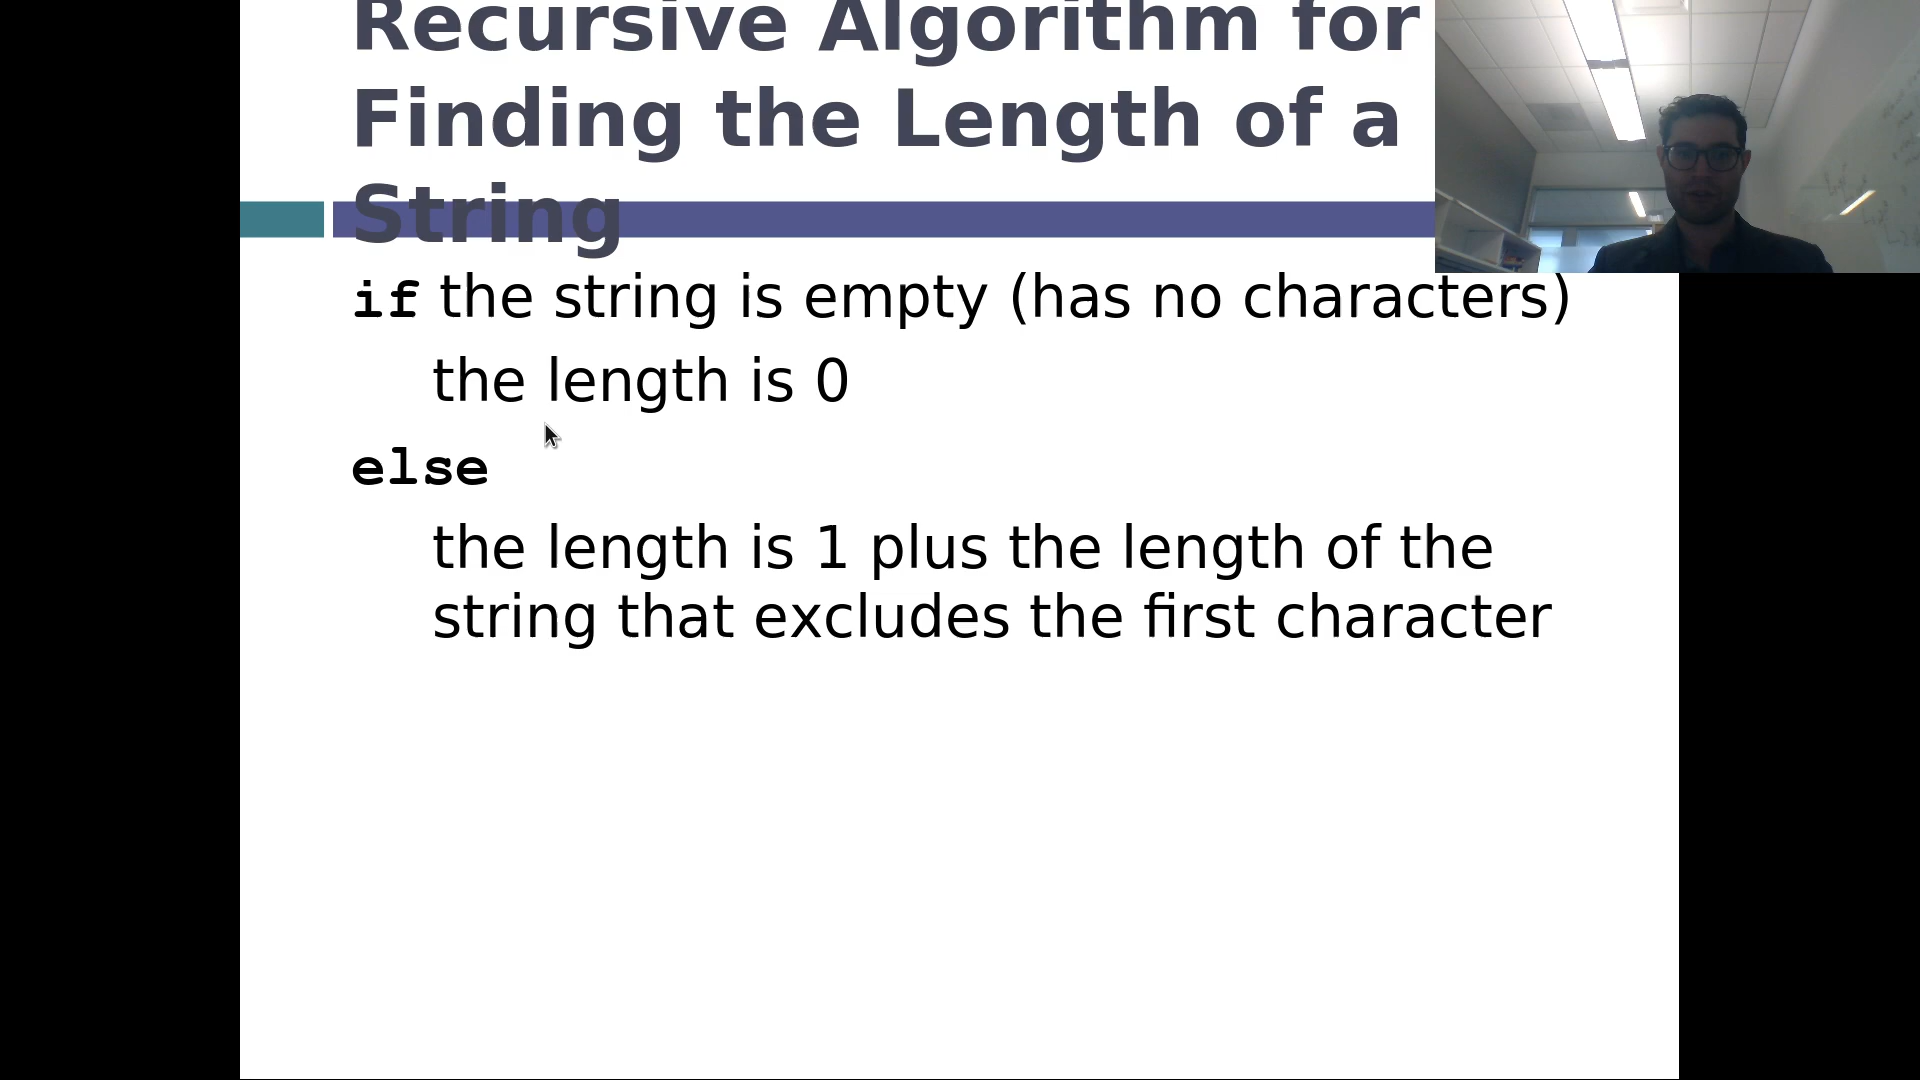 Recursive Algorithm for
Finding the Length of a
String
if the string is empty (has no characters)
the length is 0
else
the length is 1 plus the length of the
string that excludes the first character